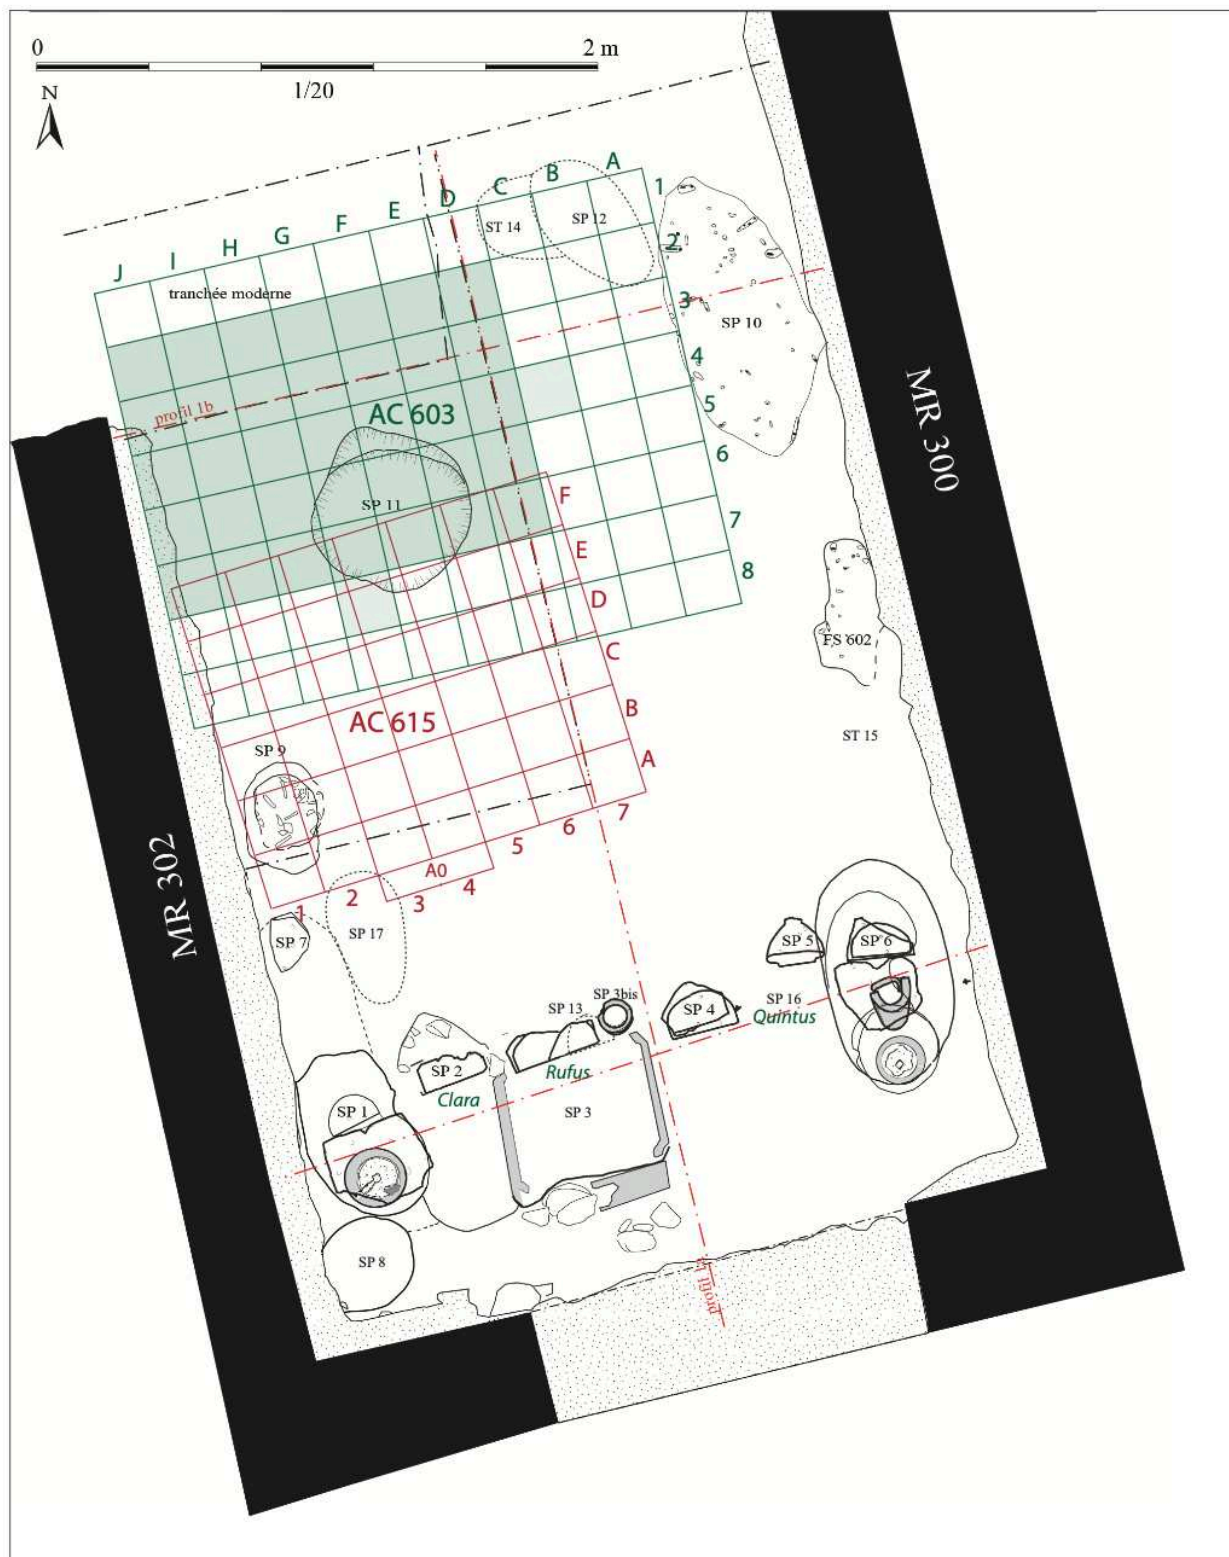 0 2 m
1/20
N
A
B
C
D
E
F
G
H
I
J
1
2
3
4
5
6
7
8
ST 14
SP 12
tranchée moderne
SP 10
profil 1b
AC 603
MR 300
SP 11
F
E
D
C
B
A
FS 602
AC 615
ST 15
SP 9
MR 302
A0
1
2
3
4
5
6
7
SP 7
SP 17
SP 5
SP 6
SP 3bis
SP 13
SP 4
SP 16
Quintus
SP 2
Rufus
Clara
SP 1
SP 3
SP 8